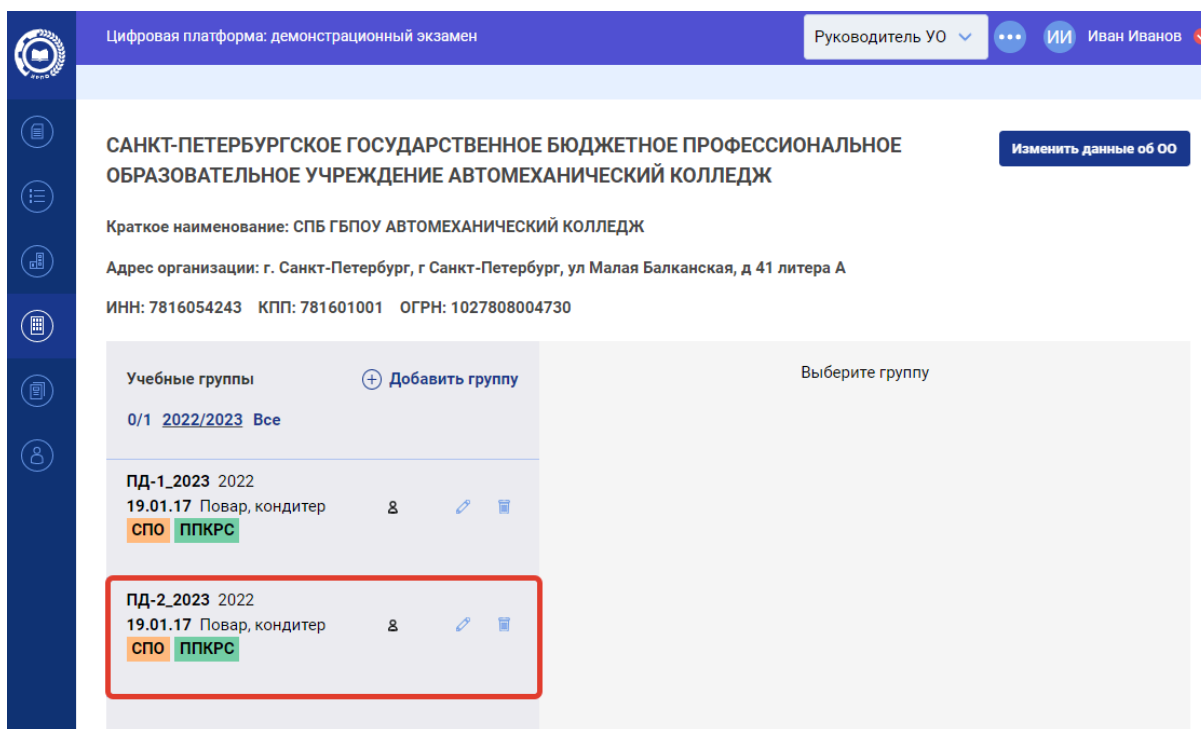 Цифровая платформа: демонстрационный экзамен
Руководитель УО
ИИ
Иван Иванов
САНКТ-ПЕТЕРБУРГСКОЕ ГОСУДАРСТВЕННОЕ БЮДЖЕТНОЕ ПРОФЕССИОНАЛЬНОЕ
ОБРАЗОВАТЕЛЬНОЕ УЧРЕЖДЕНИЕ АВТОМЕХАНИЧЕСКИЙ КОЛЛЕДЖ
Изменить данные об ОО
Краткое наименование: СПБ ГБПОУ АВТОМЕХАНИЧЕСКИЙ КОЛЛЕДЖ
Адрес организации: г. Санкт-Петербург, г Санкт-Петербург, ул Малая Балканская, д 41 литера А
ИНН: 7816054243 КПП: 781601001 ОГРН: 1027808004730
Учебные группы
Добавить группу
0/1 2022/2023 Все
Выберите группу
ПД-1_2023 2022
19.01.17 Повар, кондитер
СПО ППКРС
ПД-2_2023 2022
19.01.17 Повар, кондитер
СПО ППКРС